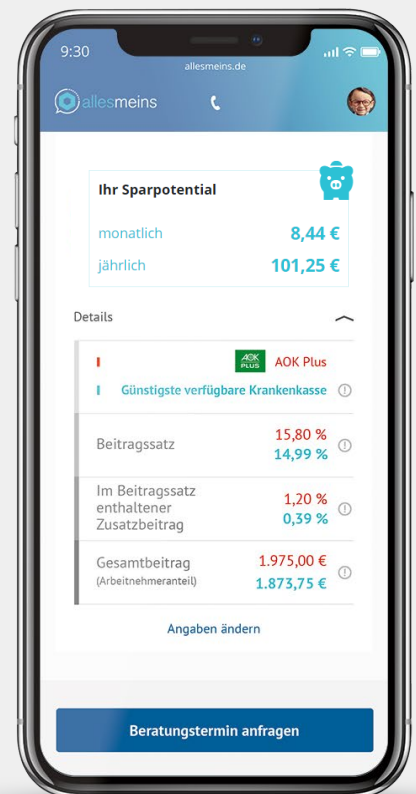 9:30
allesmeins.de
allesmeins
Ihr Sparpotential
monatlich 8,44 €
jährlich 101,25 €
Details
AOK PLUS AOK Plus
Günstigste verfügbare Krankenkasse
Beitragssatz 15,80 %
14,99 %
Im Beitragssatz
enthaltener
Zusatzbeitrag
1,20 %
0,39 %
Gesamtbeitrag 1.975,00 €
(Arbeitnehmeranteil) 1.873,75 €
Angaben ändern
Beratungstermin anfragen